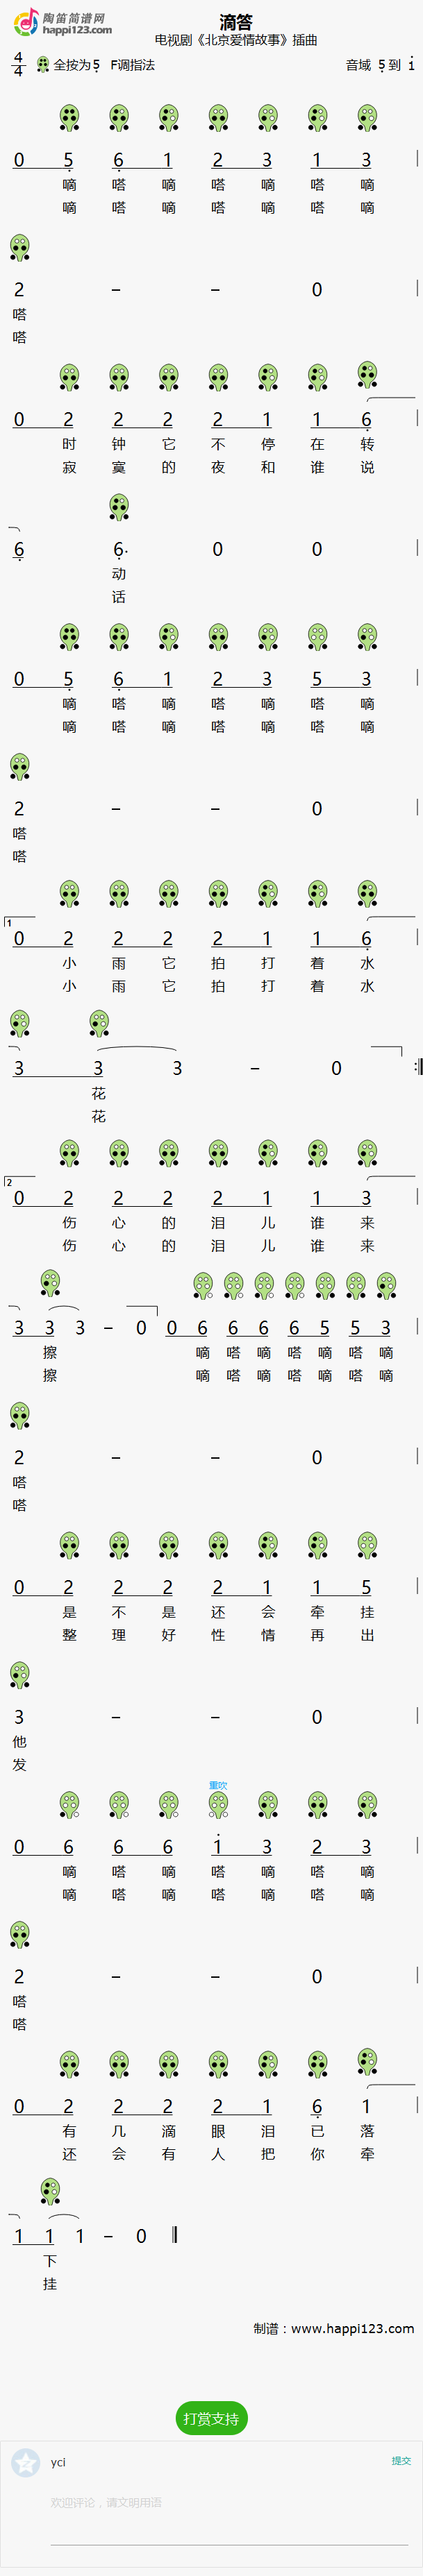 陶笛简谱网
happi123.com
滴答
电视剧《北京爱情故事》插曲
4/4 全按为5̣ F调指法 音域 5̣ 到 i
0 5̣ 6̣ 1 2 3 1 3 |
嘀 嗒 嘀 嗒 嘀 嗒 嘀
嘀 嗒 嘀 嗒 嘀 嗒 嘀
2 – – 0 |
嗒
嗒
0 2 2 2 2 1 1 6̣ |
时 钟 它 不 停 在 转
寂 寞 的 夜 和 谁 说
6̣ 6̣. 0 0 |
动
话
0 5̣ 6̣ 1 2 3 5 3 |
嘀 嗒 嘀 嗒 嘀 嗒 嘀
嘀 嗒 嘀 嗒 嘀 嗒 嘀
2 – – 0 |
嗒
嗒
1
0 2 2 2 2 1 1 6̣ |
小 雨 它 拍 打 着 水
小 雨 它 拍 打 着 水
3 3 3 – 0 :‖
花
花
2
0 2 2 2 2 1 1 3 |
伤 心 的 泪 儿 谁 来
伤 心 的 泪 儿 谁 来
3 3 3 – 0 | 0 6 6 6 6 5 5 3 |
擦 嘀 嗒 嘀 嗒 嘀 嗒 嘀
擦 嘀 嗒 嘀 嗒 嘀 嗒 嘀
2 – – 0 |
嗒
嗒
0 2 2 2 2 1 1 5 |
是 不 是 还 会 牵 挂
整 理 好 性 情 再 出
3 – – 0 |
他
发
重吹
0 6 6 6 1̇ 3 2 3 |
嘀 嗒 嘀 嗒 嘀 嗒 嘀
嘀 嗒 嘀 嗒 嘀 嗒 嘀
2 – – 0 |
嗒
嗒
0 2 2 2 2 1 6̣ 1 |
有 几 滴 眼 泪 已 落
还 会 有 人 把 你 牵
1 1 1 – 0 ‖
下
挂
制谱：www.happi123.com
打赏支持
yci 提交
欢迎评论，请文明用语